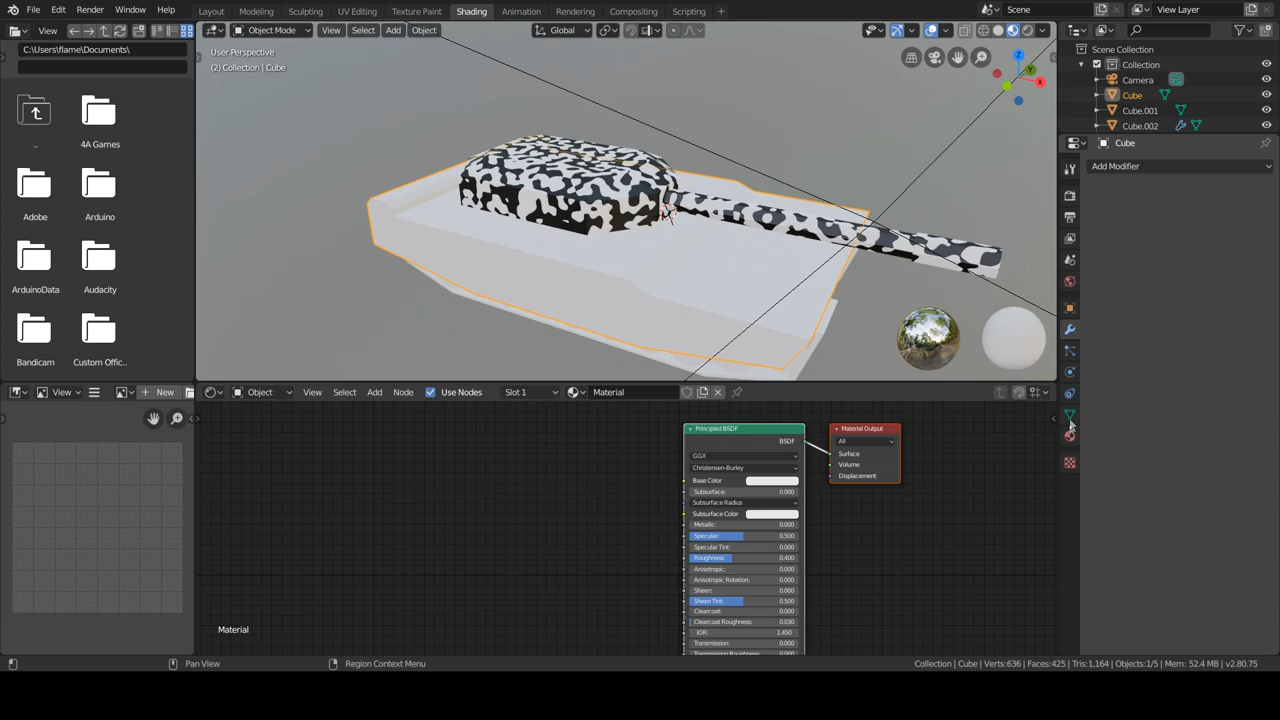 File Edit Render Window Help Layout Modeling Sculpting UV Editing Texture Paint Shading Animation Rendering Compositing Scripting + Scene View Layer
View Object Mode View Select Add Object Global
C:\Users\flame\Documents\
..
4A Games
Adobe
Arduino
ArduinoData
Audacity
Bandicam
Custom Offic..
User Perspective
(2) Collection | Cube
Z
Y
X
Scene Collection
Collection
Camera
Cube
Cube.001
Cube.002
Cube
Add Modifier
View New Object View Select Add Node Use Nodes Slot 1 Material
Principled BSDF
BSDF
GGX
Christensen-Burley
Base Color
Subsurface: 0.000
Subsurface Radius
Subsurface Color
Metallic: 0.000
Specular: 0.500
Specular Tint: 0.000
Roughness: 0.400
Anisotropic: 0.000
Anisotropic Rotation: 0.000
Sheen: 0.000
Sheen Tint: 0.500
Clearcoat: 0.000
Clearcoat Roughness: 0.030
IOR: 1.450
Transmission: 0.000
Transmission Roughness: 0.000
Material Output
All
Surface
Volume
Displacement
Material
Pan View Region Context Menu Collection | Cube | Verts:636 | Faces:425 | Tris:1,164 | Objects:1/5 | Mem: 52.4 MB | v2.80.75